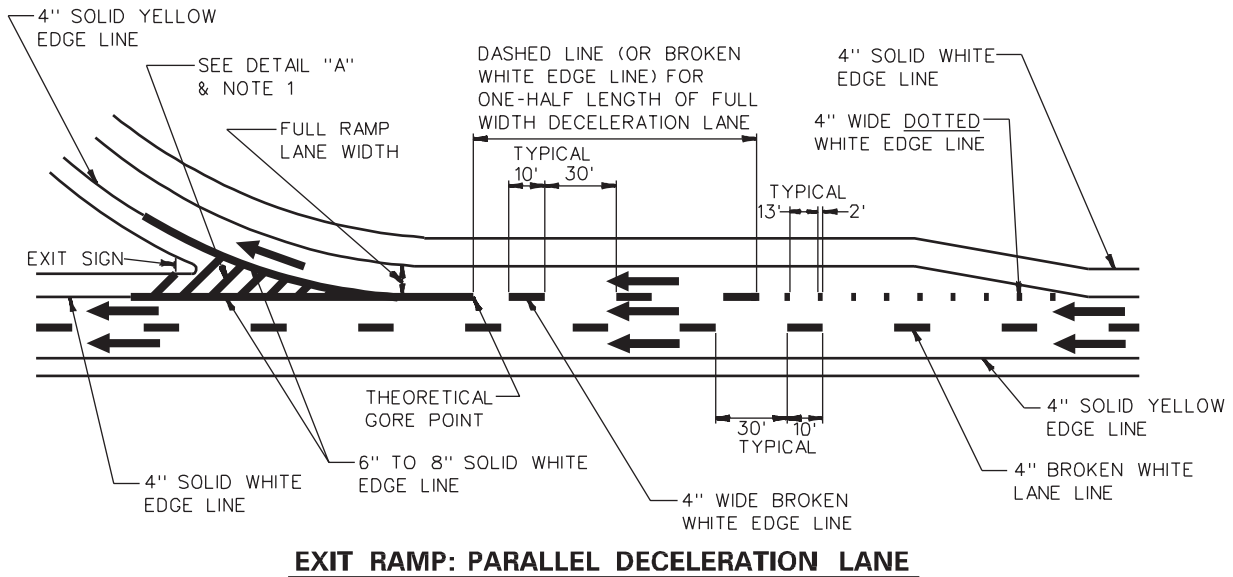 4" SOLID YELLOW
EDGE LINE
SEE DETAIL "A"
& NOTE 1
FULL RAMP
LANE WIDTH
DASHED LINE (OR BROKEN
WHITE EDGE LINE) FOR
ONE-HALF LENGTH OF FULL
WIDTH DECELERATION LANE
TYPICAL
10' 30'
4" SOLID WHITE
EDGE LINE
4" WIDE DOTTED
WHITE EDGE LINE
TYPICAL
13' 2'
EXIT SIGN
THEORETICAL
GORE POINT
30' 10'
TYPICAL
4" SOLID YELLOW
EDGE LINE
4" SOLID WHITE
EDGE LINE
6" TO 8" SOLID WHITE
EDGE LINE
4" WIDE BROKEN
WHITE EDGE LINE
4" BROKEN WHITE
LANE LINE
EXIT RAMP: PARALLEL DECELERATION LANE